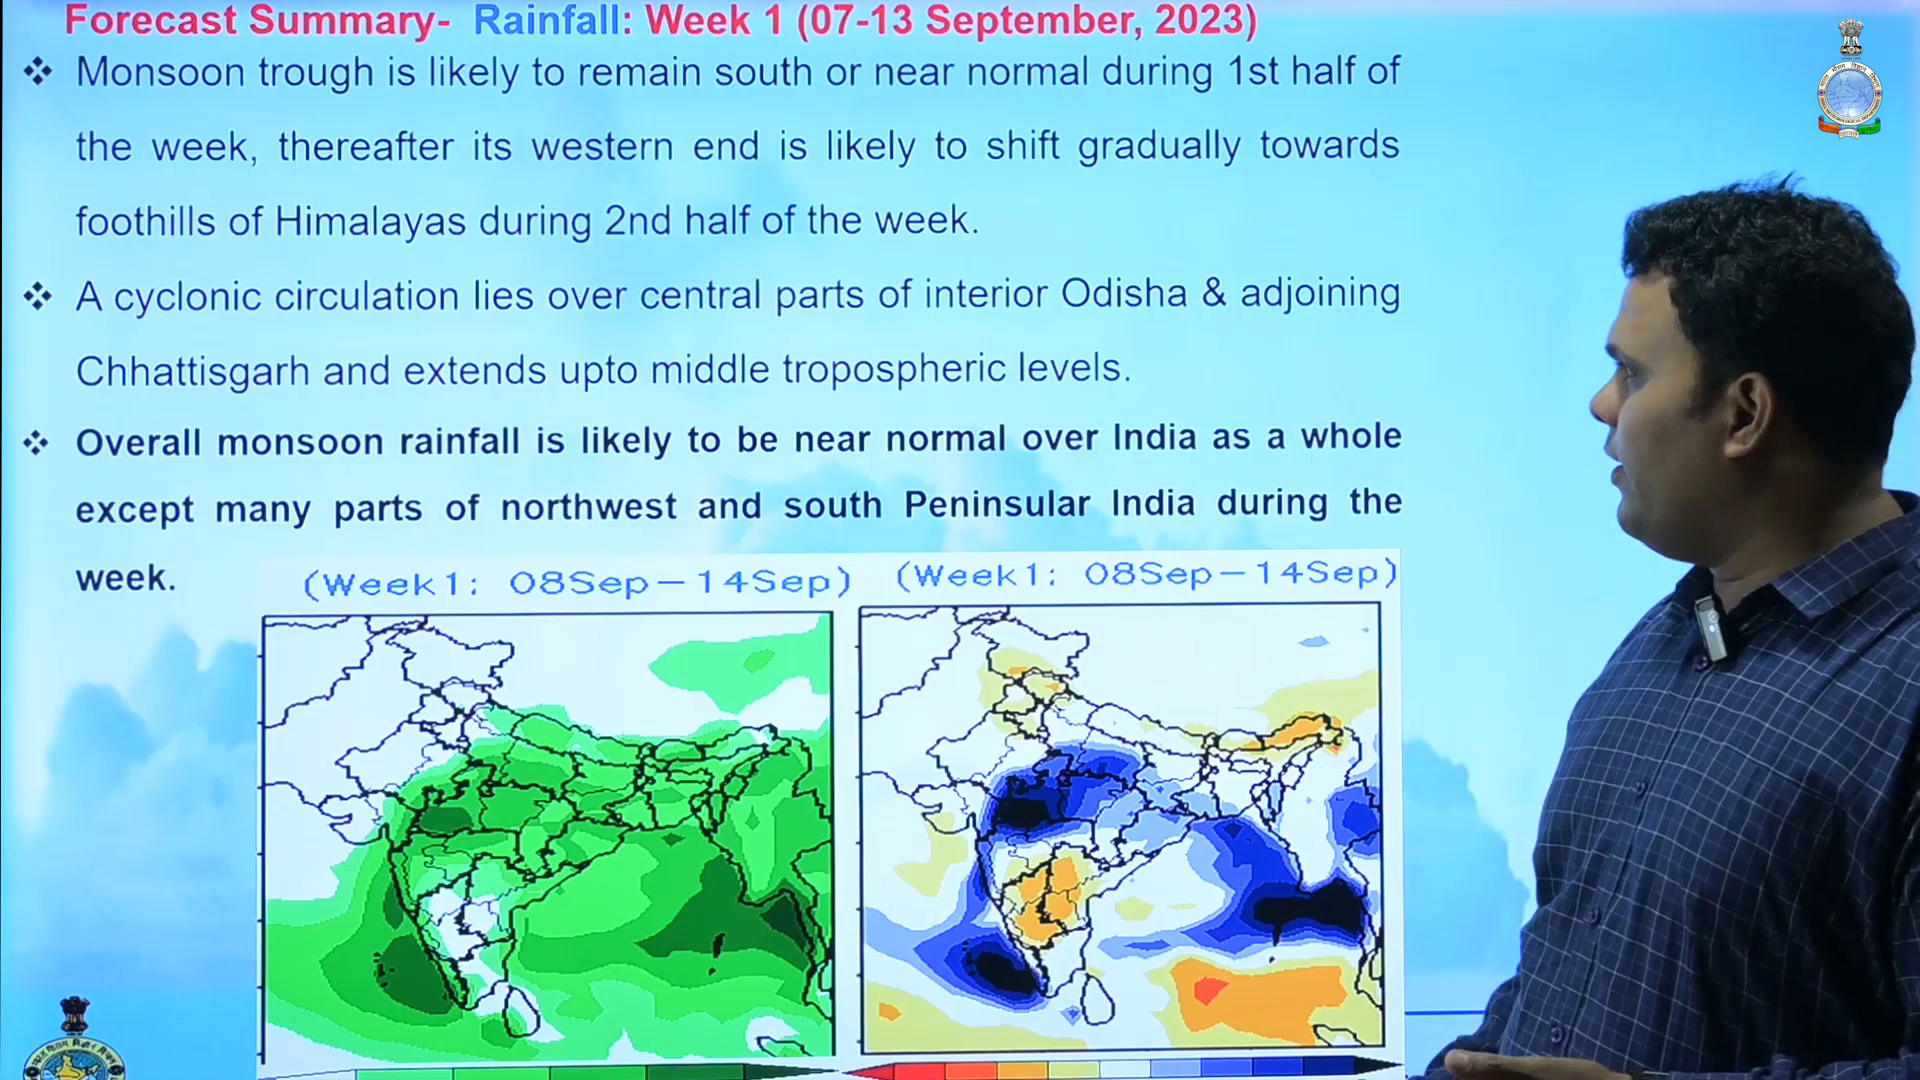 Forecast Summary- Rainfall: Week 1 (07-13 September, 2023)
❖ Monsoon trough is likely to remain south or near normal during 1st half of
the week, thereafter its western end is likely to shift gradually towards
foothills of Himalayas during 2nd half of the week.
❖ A cyclonic circulation lies over central parts of interior Odisha & adjoining
Chhattisgarh and extends upto middle tropospheric levels.
❖ Overall monsoon rainfall is likely to be near normal over India as a whole
except many parts of northwest and south Peninsular India during the
week.
(Week1: 08Sep-14Sep)
(Week1: 08Sep-14Sep)